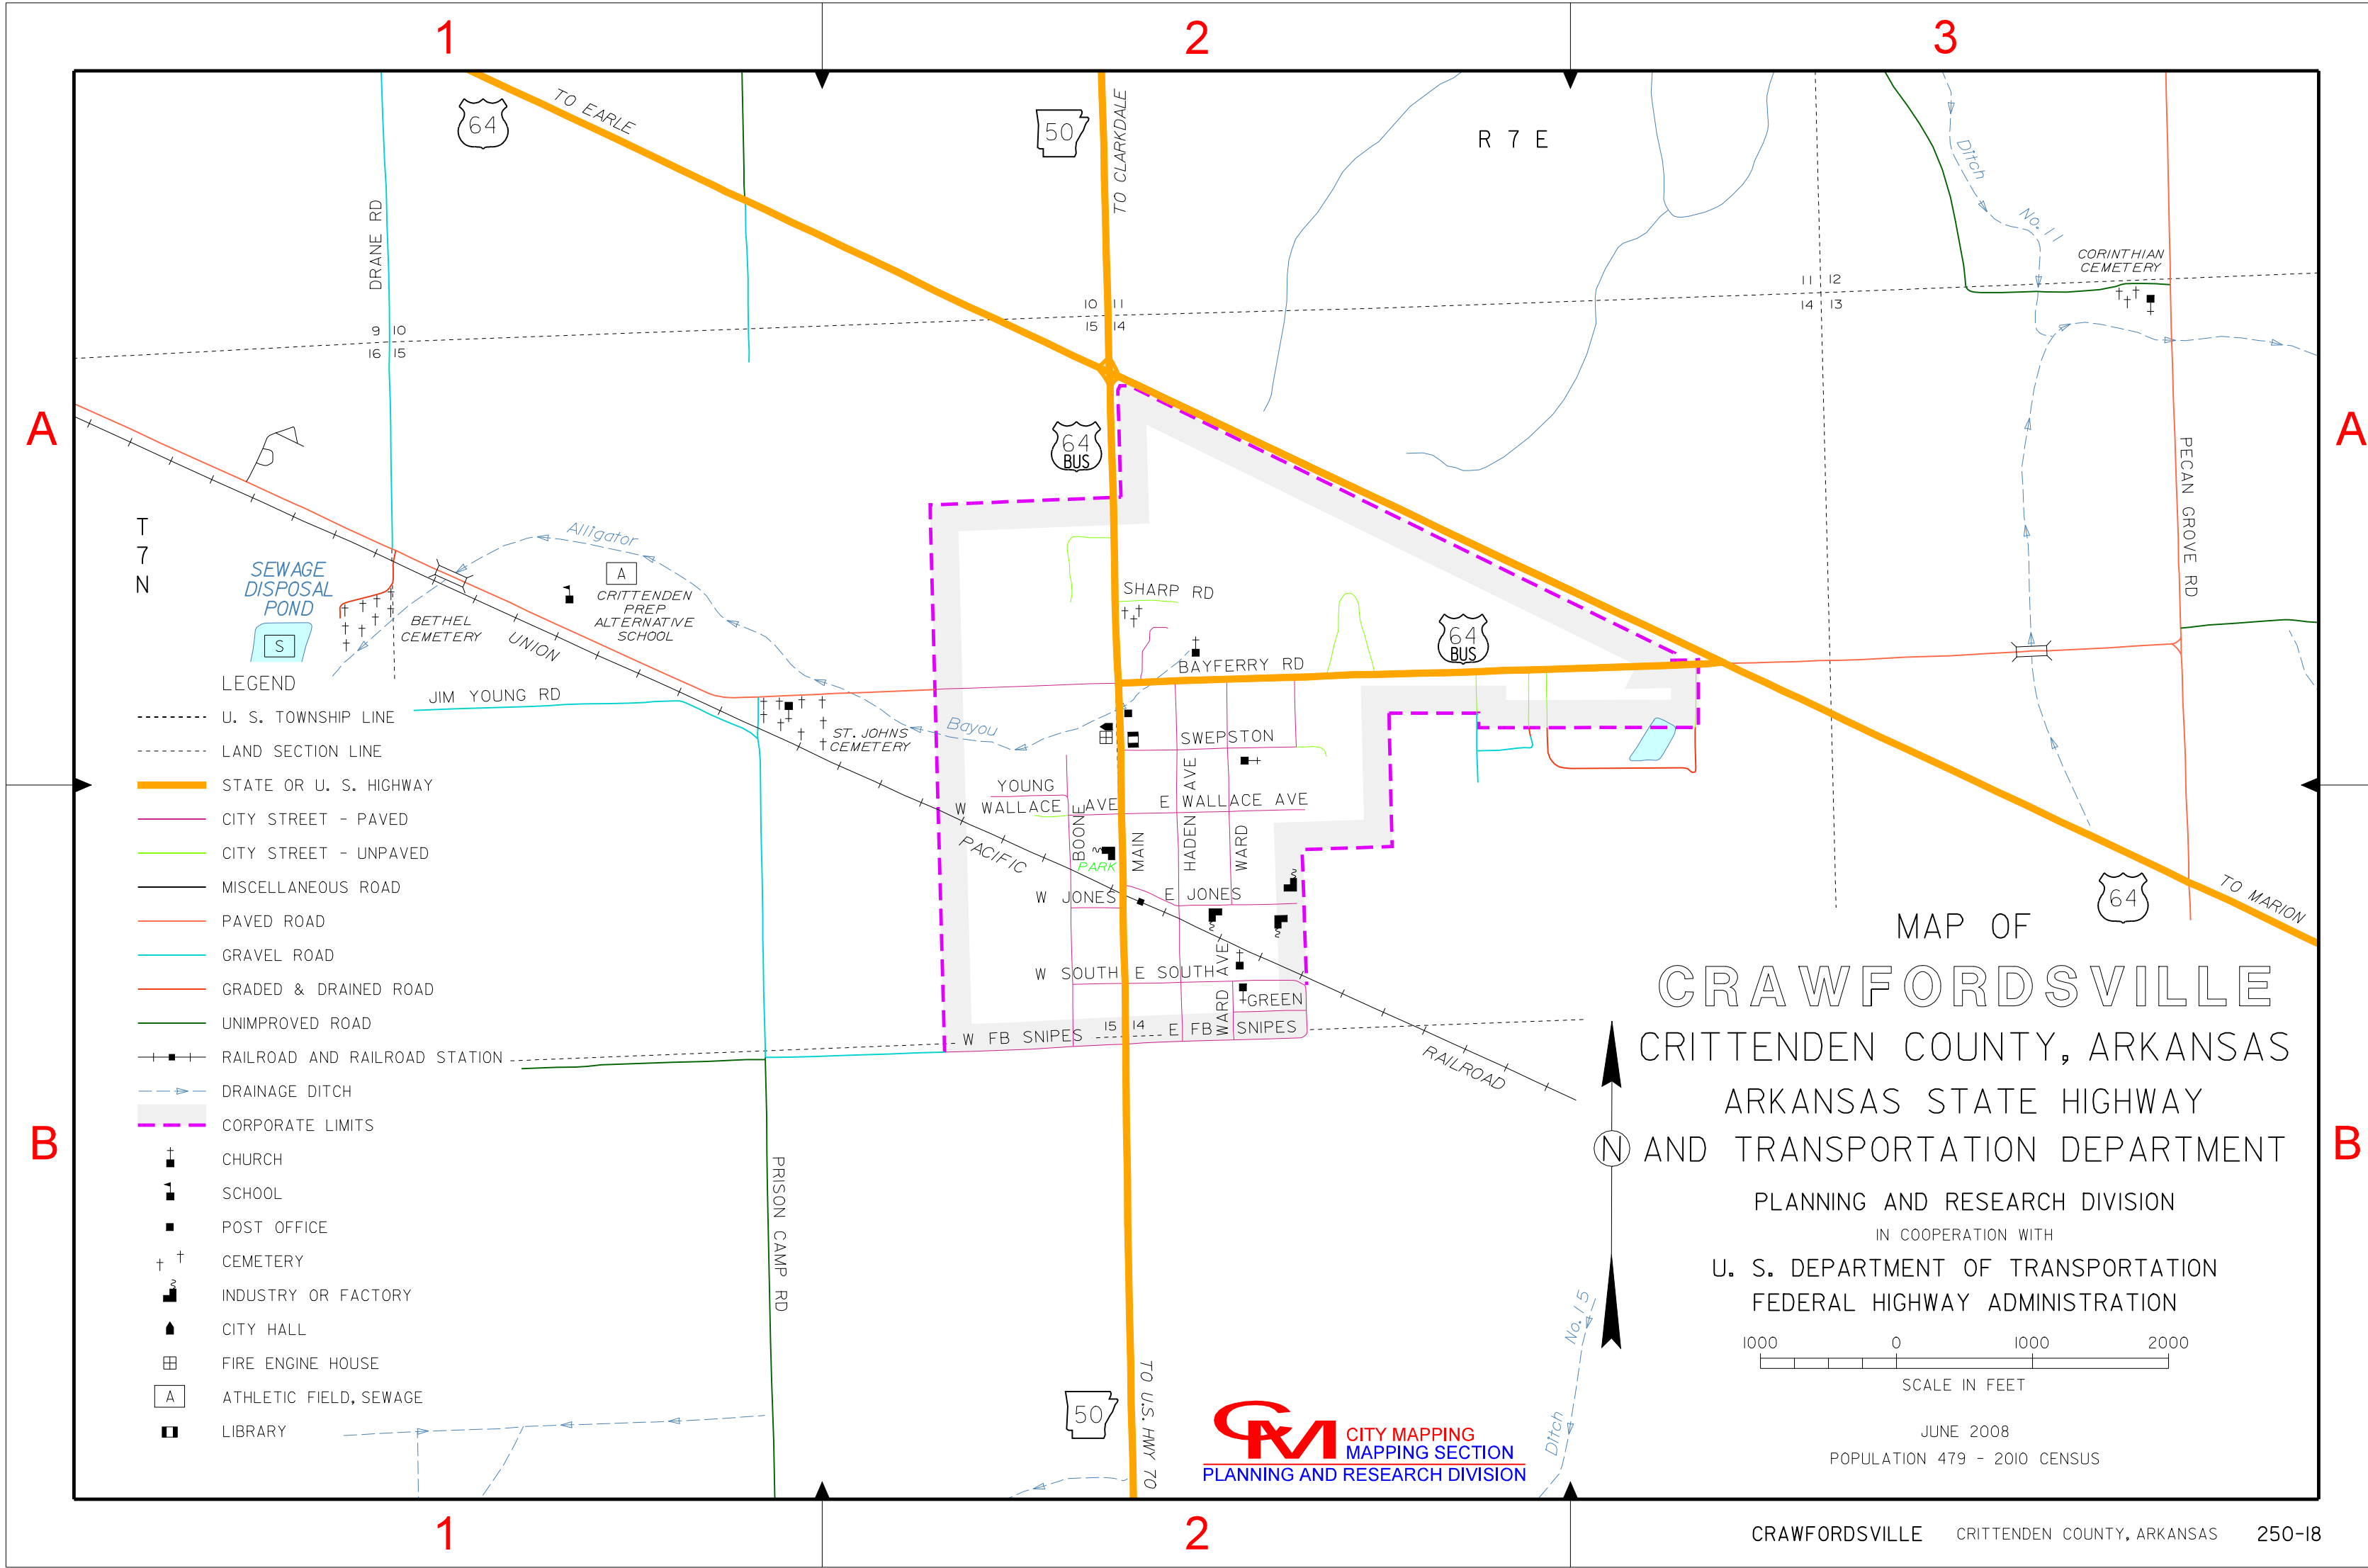 1
2
3
64
TO EARLE
50
TO CLARKDALE
R 7 E
Ditch
No. 11
DRANE RD
CORINTHIAN
CEMETERY
9 10
16 15
10 11
15 14
11 12
14 13
A
A
64
BUS
PECAN GROVE RD
T
7
N
SEWAGE
DISPOSAL
POND
S
Alligator
A
CRITTENDEN
PREP
ALTERNATIVE
SCHOOL
BETHEL
CEMETERY
UNION
SHARP RD
64
BUS
BAYFERRY RD
JIM YOUNG RD
ST. JOHNS
CEMETERY
Bayou
SWEPSTON
YOUNG
W WALLACE AVE
E WALLACE AVE
BOONE
MAIN
HADEN AVE
WARD
PACIFIC
PARK
W JONES
E JONES
W SOUTH
E SOUTH
WARD AVE
GREEN
W FB SNIPES
15 14
E FB SNIPES
RAILROAD
64
TO MARION
LEGEND
U. S. TOWNSHIP LINE
LAND SECTION LINE
STATE OR U. S. HIGHWAY
CITY STREET - PAVED
CITY STREET - UNPAVED
MISCELLANEOUS ROAD
PAVED ROAD
GRAVEL ROAD
GRADED & DRAINED ROAD
UNIMPROVED ROAD
RAILROAD AND RAILROAD STATION
DRAINAGE DITCH
CORPORATE LIMITS
CHURCH
SCHOOL
POST OFFICE
CEMETERY
INDUSTRY OR FACTORY
CITY HALL
FIRE ENGINE HOUSE
A
ATHLETIC FIELD, SEWAGE
LIBRARY
B
B
PRISON CAMP RD
50
TO U.S. HWY 70
Ditch
No. 15
MAP OF
CRAWFORDSVILLE
CRITTENDEN COUNTY, ARKANSAS
ARKANSAS STATE HIGHWAY
N
AND TRANSPORTATION DEPARTMENT
PLANNING AND RESEARCH DIVISION
IN COOPERATION WITH
U. S. DEPARTMENT OF TRANSPORTATION
FEDERAL HIGHWAY ADMINISTRATION
1000 0 1000 2000
SCALE IN FEET
JUNE 2008
POPULATION 479 - 2010 CENSUS
CM
CITY MAPPING
MAPPING SECTION
PLANNING AND RESEARCH DIVISION
1
2
CRAWFORDSVILLE CRITTENDEN COUNTY, ARKANSAS 250-18